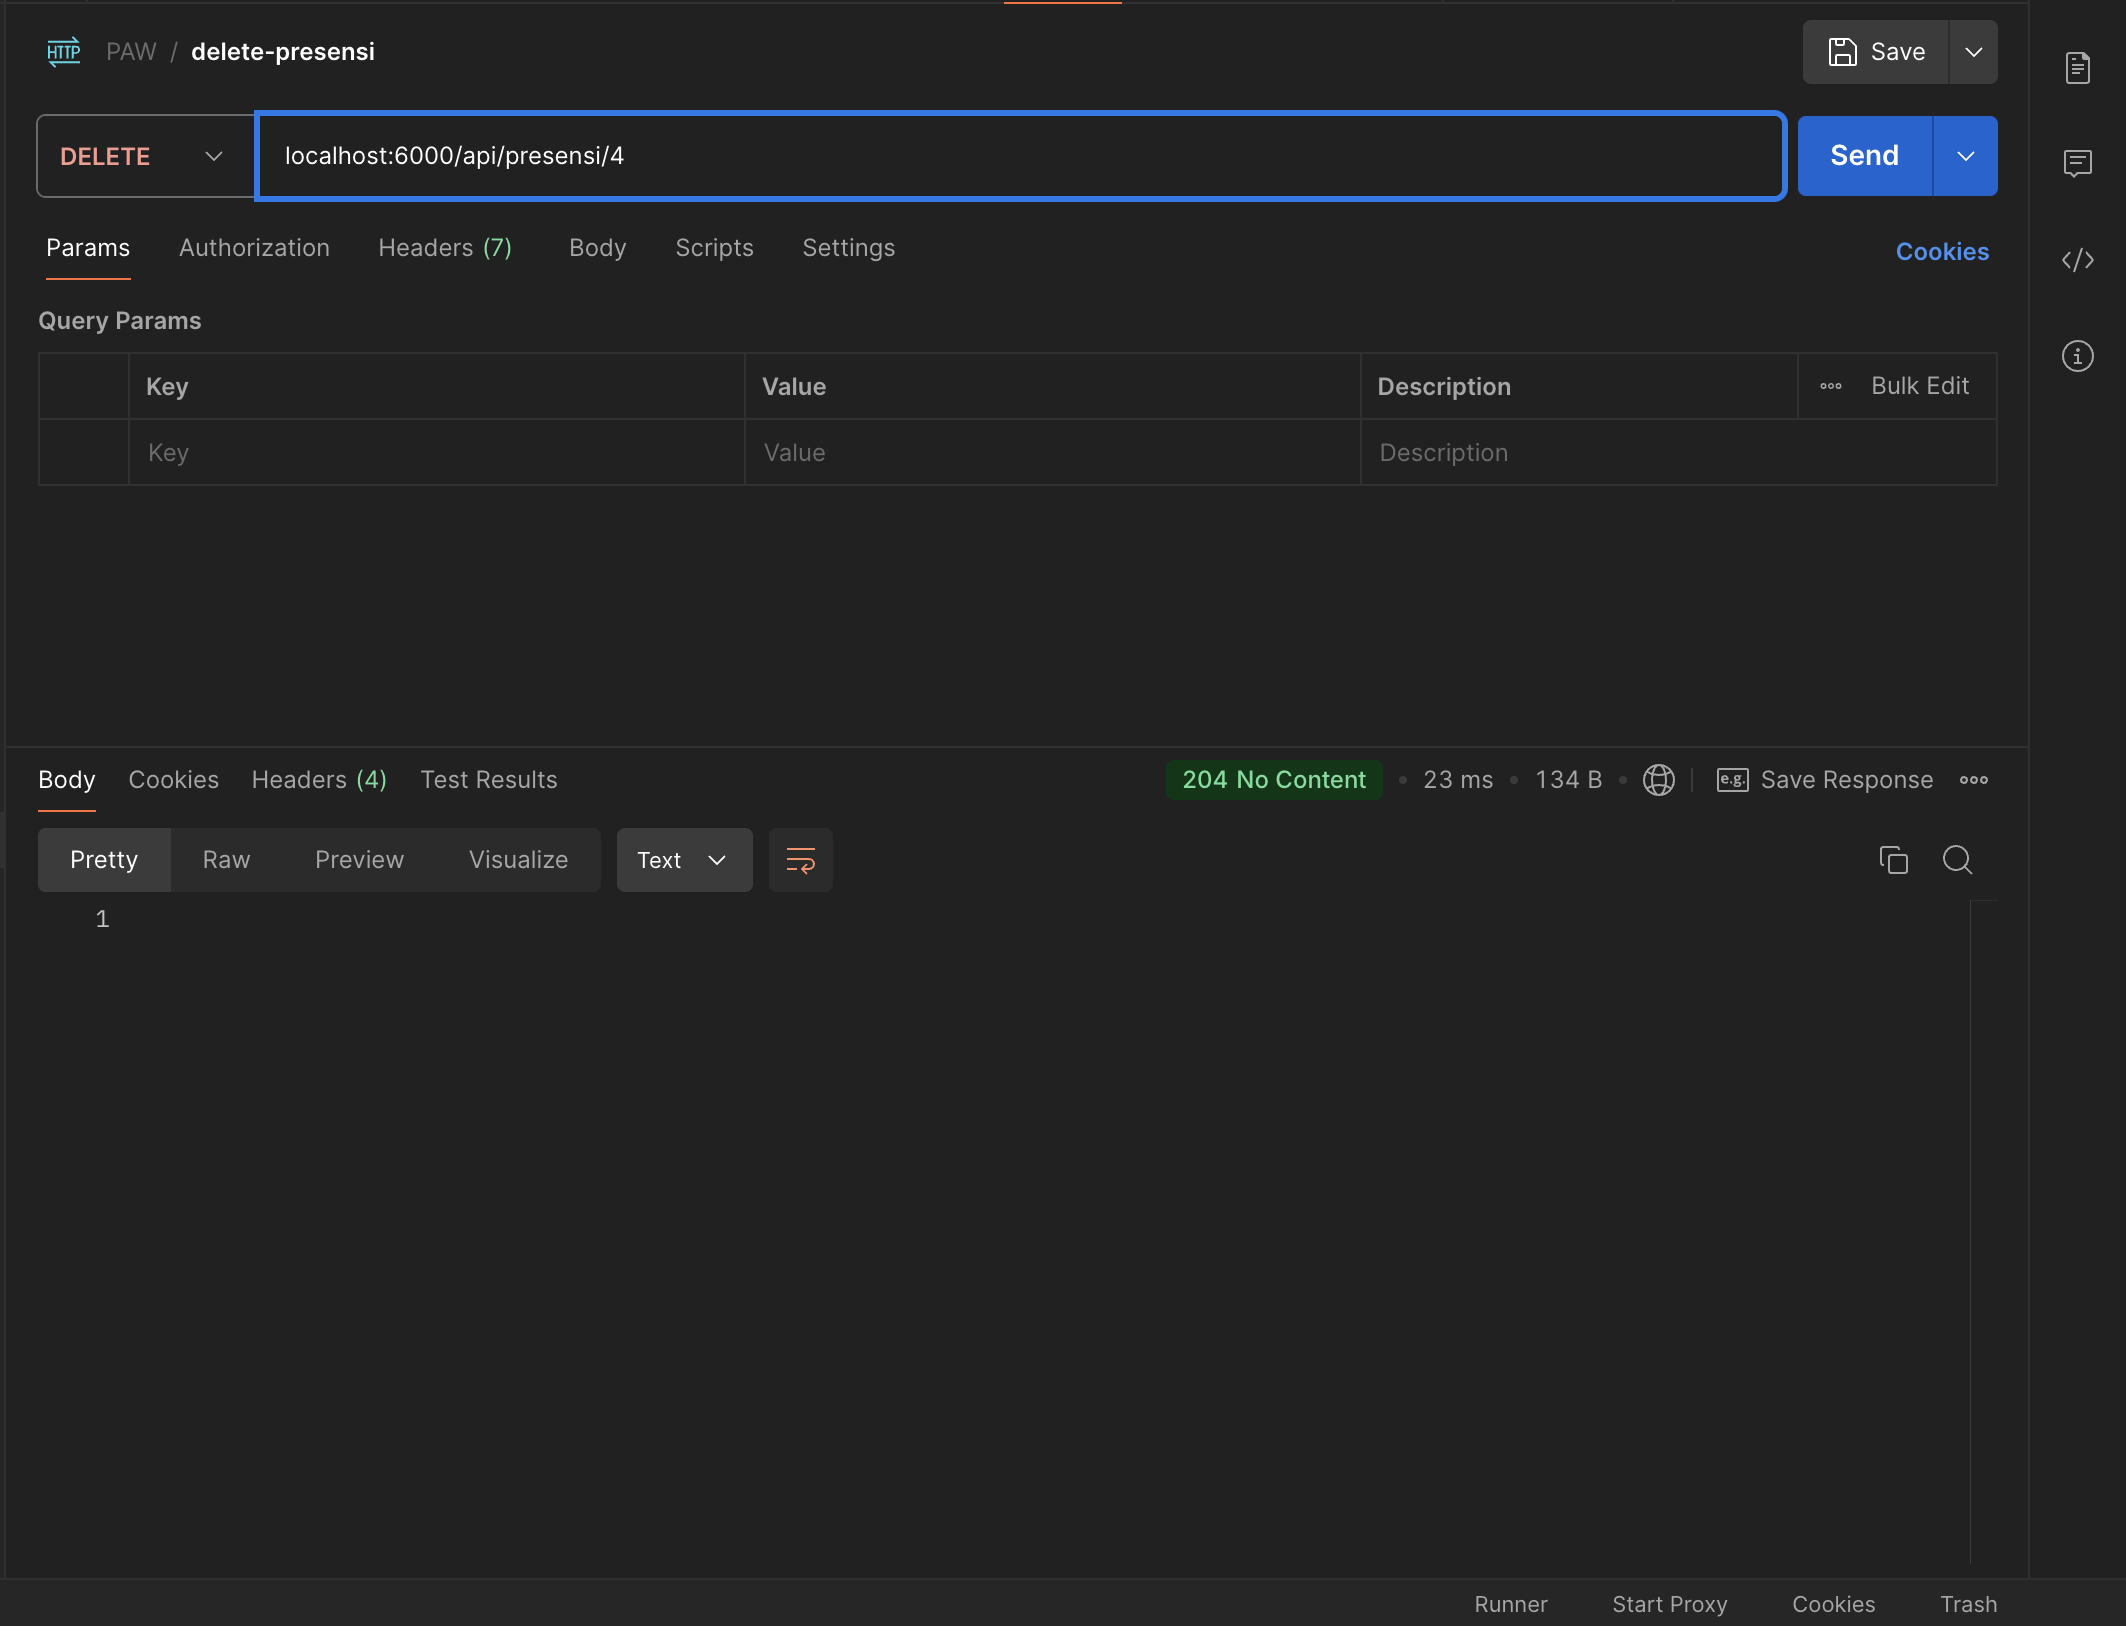 HTTP PAW / delete-presensi Save
DELETE localhost:6000/api/presensi/4 Send
Params Authorization Headers (7) Body Scripts Settings Cookies
Query Params
Key Value Description Bulk Edit
Key Value Description
Body Cookies Headers (4) Test Results 204 No Content • 23 ms • 134 B • e.g. Save Response
Pretty Raw Preview Visualize Text
1
Runner Start Proxy Cookies Trash